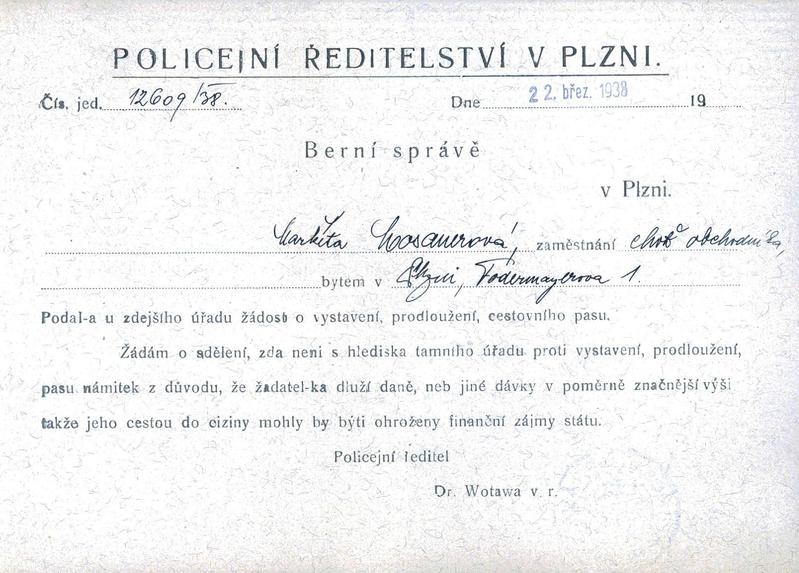 POLICEJNÍ ŘEDITELSTVÍ V PLZNI.
Čís. jed. 12609/38. Dne 22. břez. 1938 19
Berní správě
v Plzni.
Markéta Mosauerová, zaměstnání choť obchodníka,
bytem v Plzni, Fodermayerova 1.
Podal-a u zdejšího úřadu žádost o vystavení, prodloužení, cestovního pasu.
Žádám o sdělení, zda není s hlediska tamního úřadu proti vystavení, prodloužení,
pasu námitek z důvodu, že žadatel-ka dluží daně, neb jiné dávky v poměrně značnější výši
takže jeho cestou do ciziny mohly by býti ohroženy finanční zájmy státu.
Policejní ředitel
Dr. Wotawa v. r.